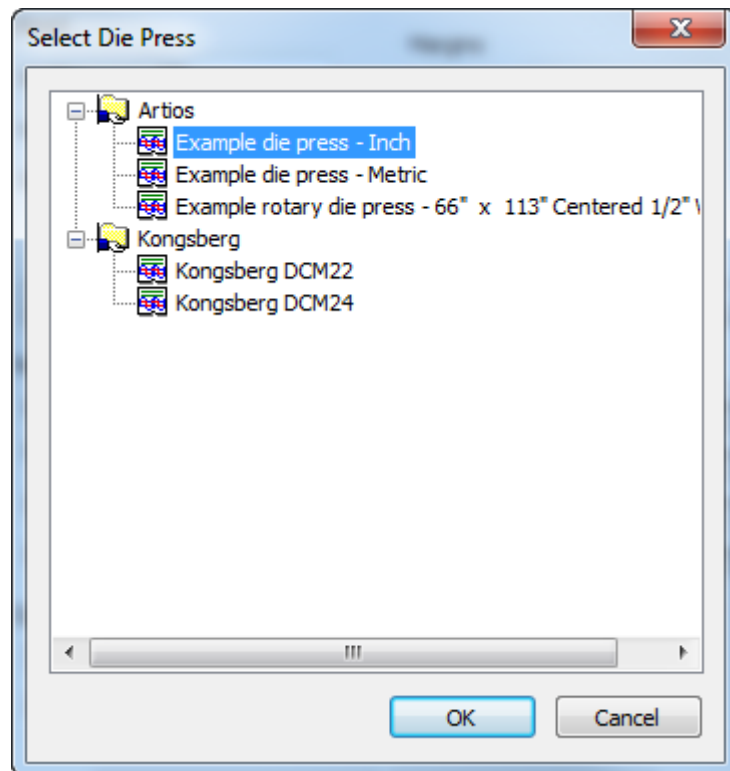 Select Die Press
Artios
Example die press - Inch
Example die press - Metric
Example rotary die press - 66" x 113" Centered 1/2"
Kongsberg
Kongsberg DCM22
Kongsberg DCM24
OK
Cancel